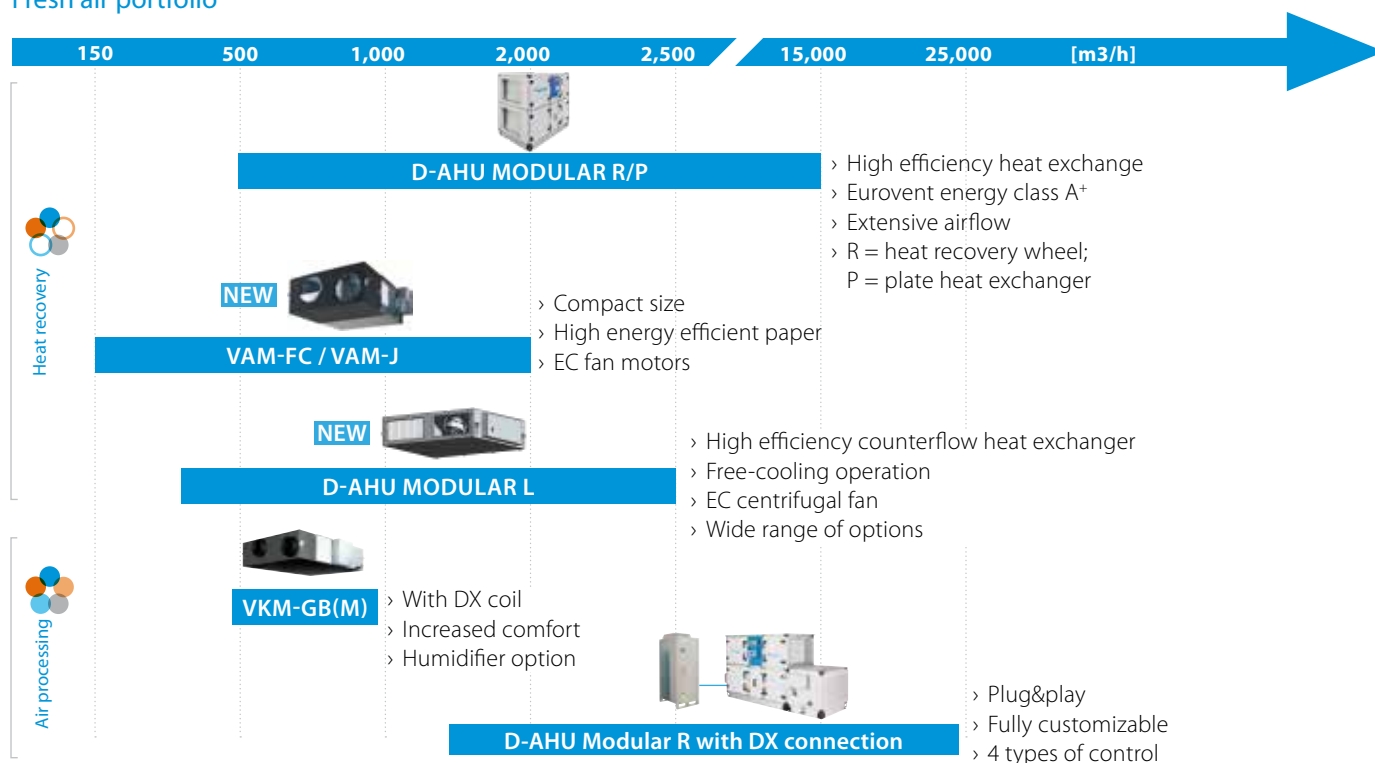 Fresh air portfolio
150 500 1,000 2,000 2,500 15,000 25,000 [m3/h]
Heat recovery
D-AHU MODULAR R/P
› High efficiency heat exchange
› Eurovent energy class A+
› Extensive airflow
› R = heat recovery wheel;
P = plate heat exchanger
NEW
VAM-FC / VAM-J
› Compact size
› High energy efficient paper
› EC fan motors
NEW
D-AHU MODULAR L
› High efficiency counterflow heat exchanger
› Free-cooling operation
› EC centrifugal fan
› Wide range of options
Air processing
VKM-GB(M)
› With DX coil
› Increased comfort
› Humidifier option
D-AHU Modular R with DX connection
› Plug&play
› Fully customizable
› 4 types of control